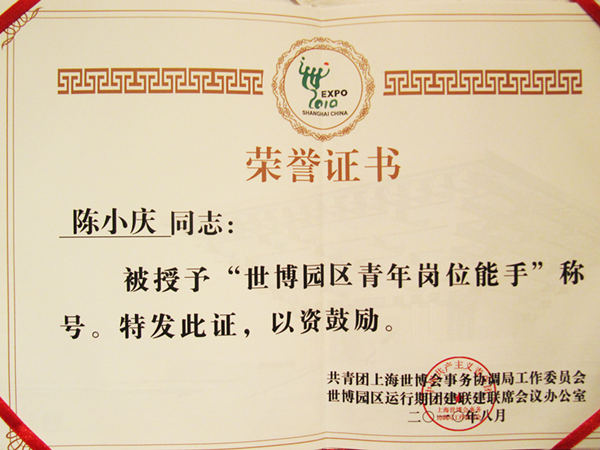 EXPO
2010
SHANGHAI CHINA
荣誉证书
陈小庆 同志：
被授予“世博园区青年岗位能手”称
号。特发此证，以资鼓励。
共青团上海世博会事务协调局工作委员会
世博园区运行期团建联建联席会议办公室
二〇一〇年八月